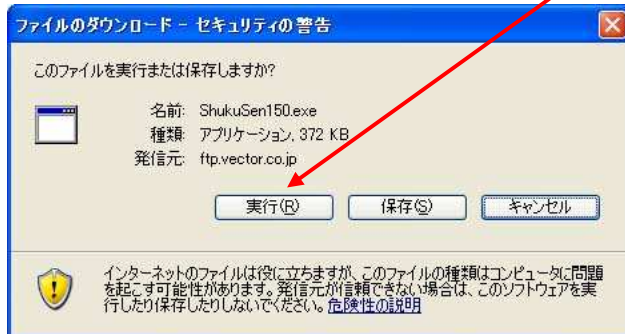 ファイルのダウンロード - セキュリティの警告
このファイルを実行または保存しますか?
名前: ShukuSen150.exe
種類: アプリケーション, 372 KB
発信元: ftp.vector.co.jp
実行(R) 保存(S) キャンセル
インターネットのファイルは役に立ちますが、このファイルの種類はコンピュータに問題
を起こす可能性があります。発信元が信頼できない場合は、このソフトウェアを実
行したり保存したりしないでください。危険性の説明